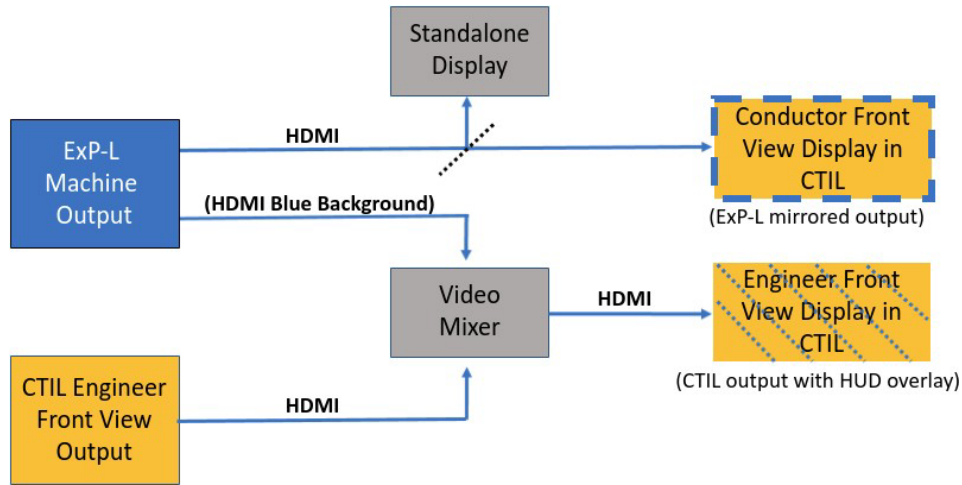 Standalone
Display
HDMI
ExP-L
Machine
Output
(HDMI Blue Background)
Conductor Front
View Display in
CTIL
(ExP-L mirrored output)
Video
Mixer
HDMI
Engineer Front
View Display in
CTIL
(CTIL output with HUD overlay)
CTIL Engineer
Front View
Output
HDMI